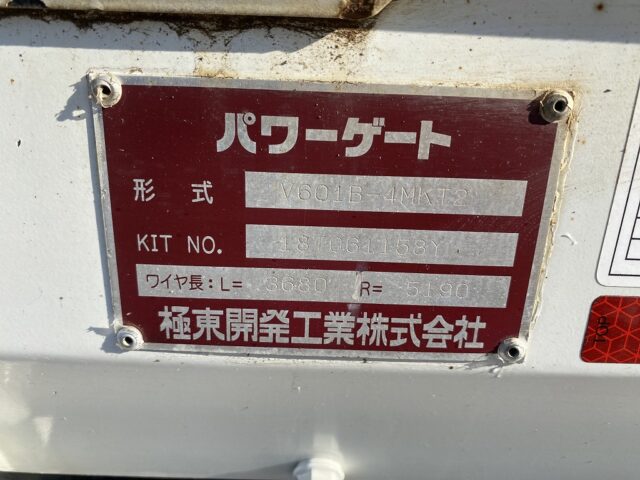 パワーゲート
形式 V601B-4MKT2
KIT NO. 18T061158Y
ワイヤ長：L= 3680 R= 5190
極東開発工業株式会社